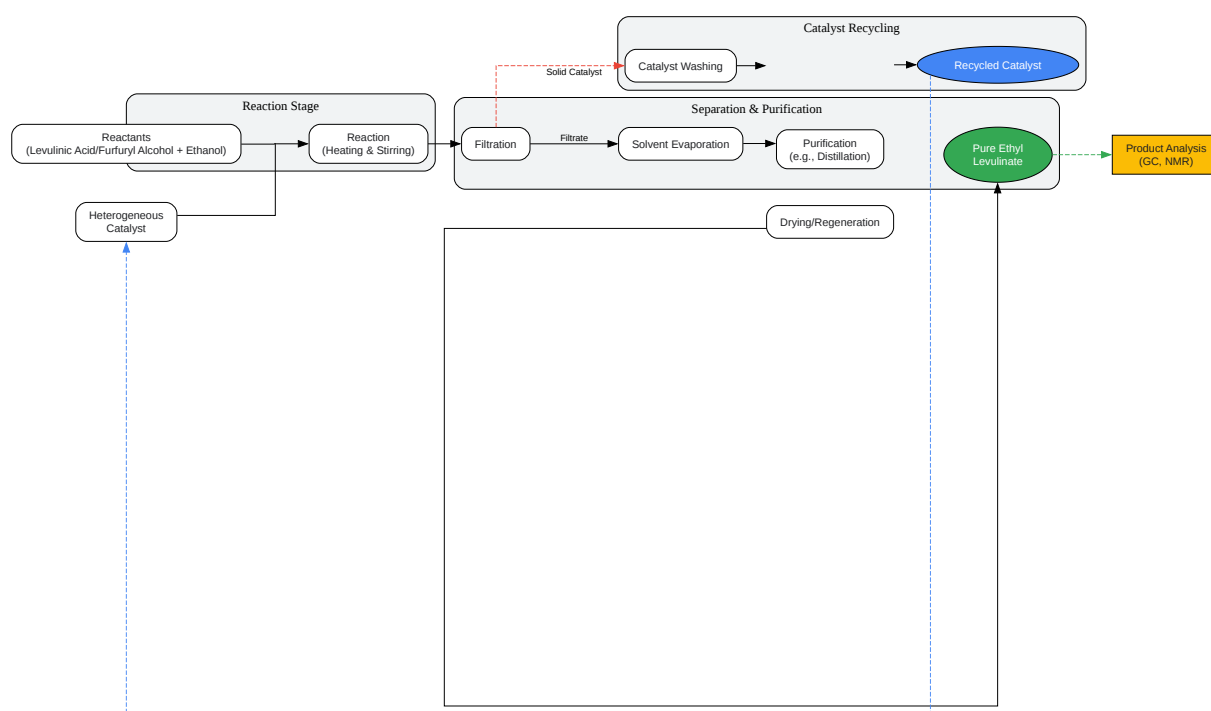 Catalyst Recycling
Solid Catalyst
Catalyst Washing
Recycled Catalyst
Reaction Stage
Reactants
(Levulinic Acid/Furfuryl Alcohol + Ethanol)
Reaction
(Heating & Stirring)
Separation & Purification
Filtration
Filtrate
Solvent Evaporation
Purification
(e.g., Distillation)
Pure Ethyl
Levulinate
Product Analysis
(GC, NMR)
Heterogeneous
Catalyst
Drying/Regeneration